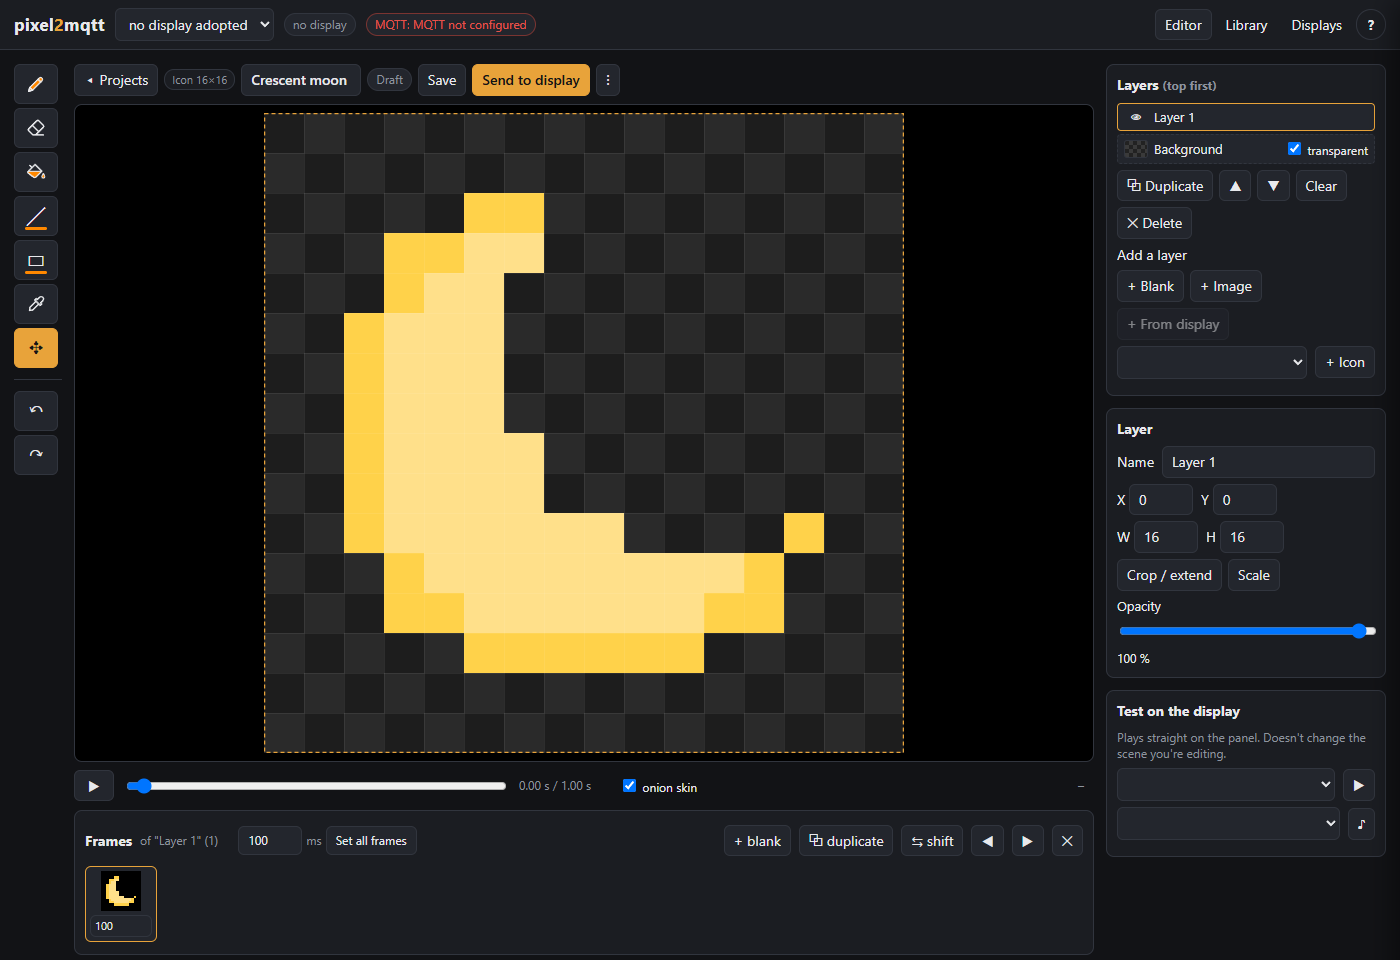 pixel2mqtt no display adopted no display MQTT: MQTT not configured Editor Library Displays ?
Projects Icon 16×16 Crescent moon Draft Save Send to display
Layers (top first)
Layer 1
Background transparent
Duplicate ▲ ▼ Clear
Delete
Add a layer
+ Blank + Image
+ From display
+ Icon
Layer
Name Layer 1
X 0 Y 0
W 16 H 16
Crop / extend Scale
Opacity
100 %
Test on the display
Plays straight on the panel. Doesn't change the
scene you're editing.
0.00 s / 1.00 s onion skin –
Frames of "Layer 1" (1) 100 ms Set all frames + blank duplicate shift
100